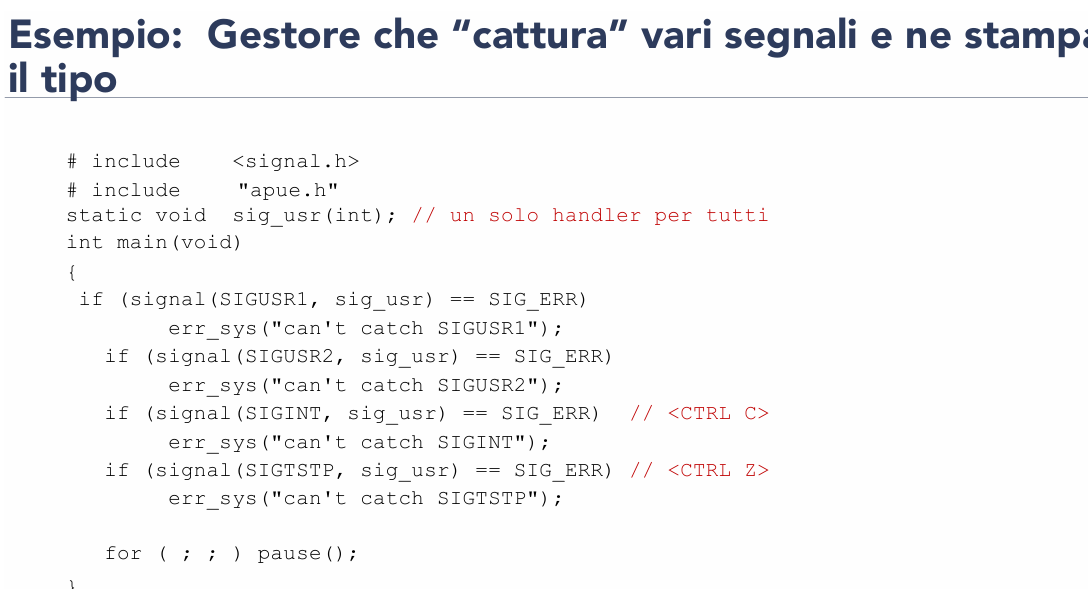 Esempio:  Gestore che “cattura” vari segnali e ne stampa
il tipo
# include    <signal.h>
# include    "apue.h"
static void  sig_usr(int); // un solo handler per tutti
int main(void)
{
 if (signal(SIGUSR1, sig_usr) == SIG_ERR)
        err_sys("can't catch SIGUSR1");
   if (signal(SIGUSR2, sig_usr) == SIG_ERR)
        err_sys("can't catch SIGUSR2");
   if (signal(SIGINT, sig_usr) == SIG_ERR)  // <CTRL C>
        err_sys("can't catch SIGINT");
   if (signal(SIGTSTP, sig_usr) == SIG_ERR) // <CTRL Z>
        err_sys("can't catch SIGTSTP");
   for ( ; ; ) pause();
}